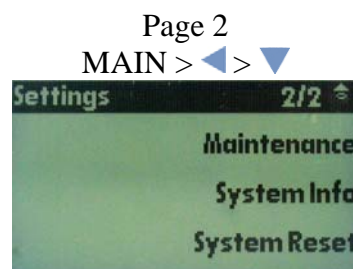 Page 2
MAIN > ◀ > ▼
Settings 2/2
Maintenance
System Info
System Reset